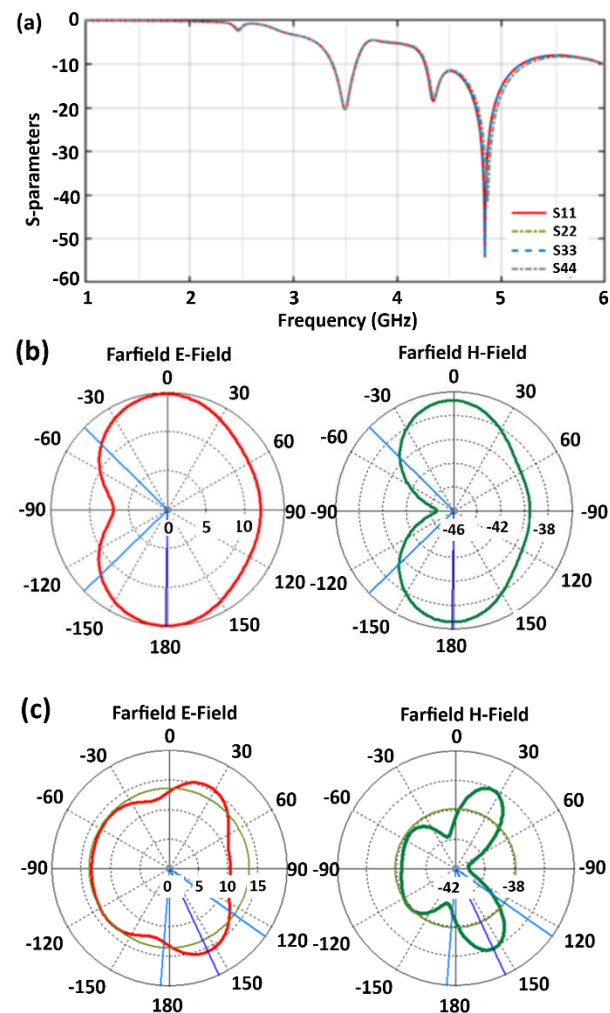 (a)
0
-10
-20
-30
-40
-50
-60
S-parameters
S11
S22
S33
S44
1 2 3 4 5 6
Frequency (GHz)
(b)
Farfield E-Field
0
-30 30
-60 60
-90 0 5 10 90
-120 120
-150 150
180
Farfield H-Field
0
-30 30
-60 60
-90 -46 -42 -38 -90
-120 120
-150 150
180
(c)
Farfield E-Field
0
-30 30
-60 60
-90 0 5 10 15 90
-120 120
-150 150
180
Farfield H-Field
0
-30 30
-60 60
-90 -42 -38 90
-120 120
-150 150
180